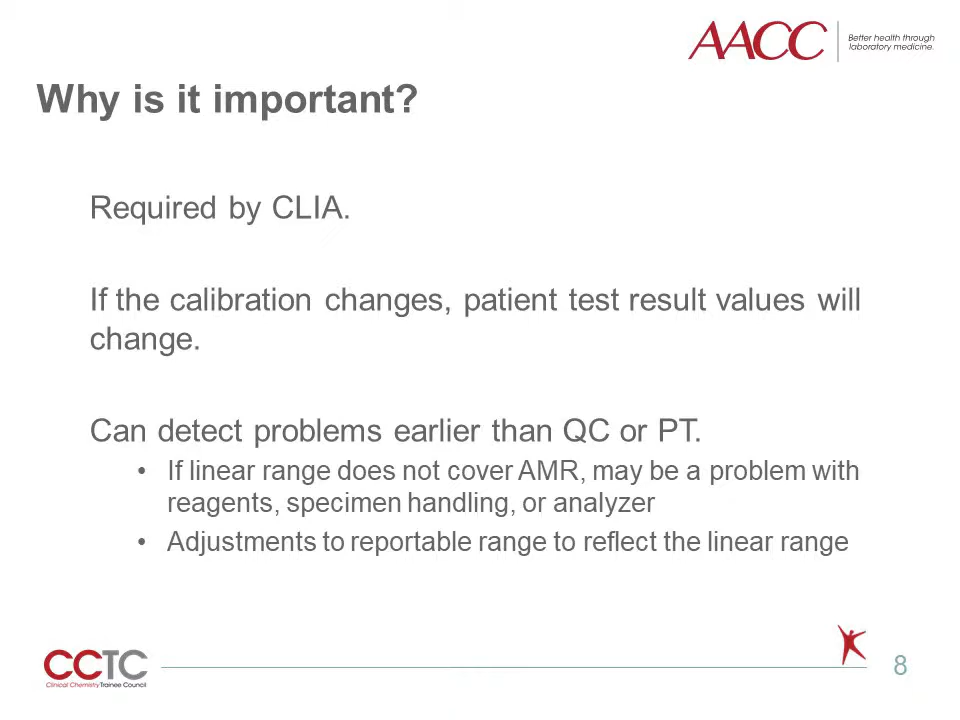 AACC
Better health through
laboratory medicine.
Why is it important?
Required by CLIA.
If the calibration changes, patient test result values will
change.
Can detect problems earlier than QC or PT.
• If linear range does not cover AMR, may be a problem with
reagents, specimen handling, or analyzer
• Adjustments to reportable range to reflect the linear range
CCTC
Clinical Chemistry Trainee Council
8